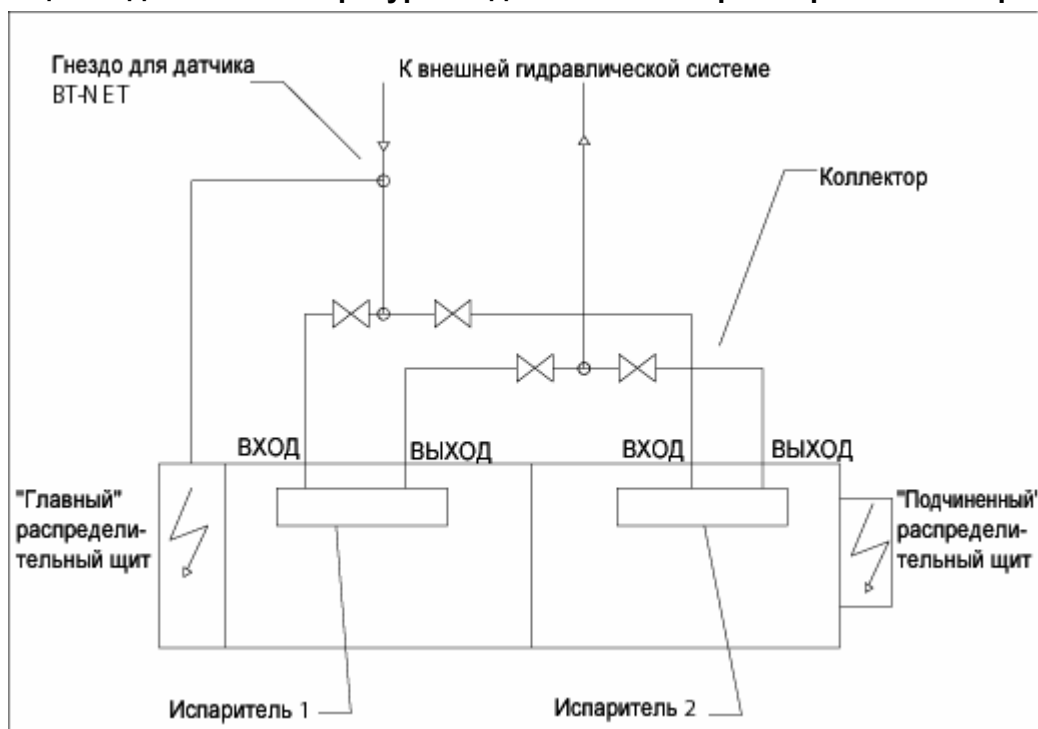 Гнездо для датчика
BT-NET
К внешней гидравлической системе
Коллектор
ВХОД
ВЫХОД
ВХОД
ВЫХОД
"Главный"
распредели-
тельный щит
"Подчиненный"
распредели-
тельный щит
Испаритель 1
Испаритель 2